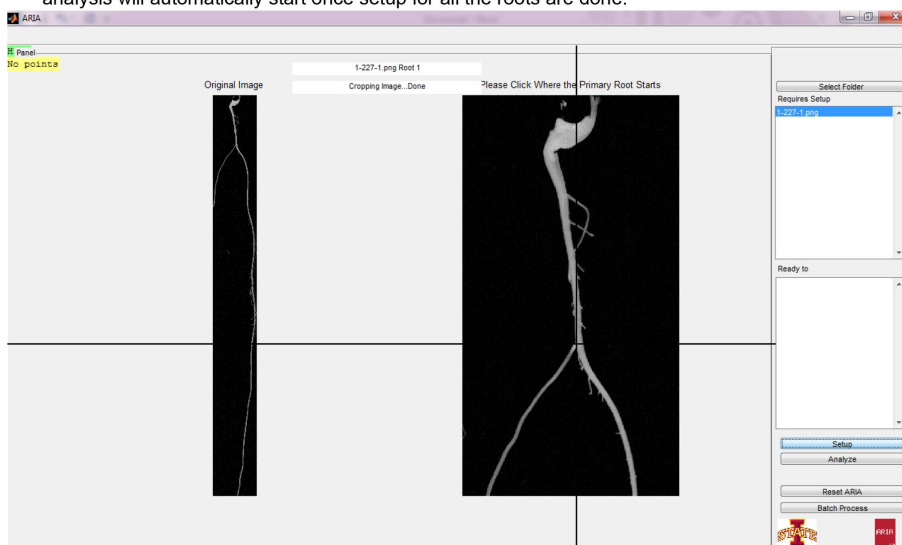 analysis will automatically start once setup for all the roots are done.
ARIA
H Panel
No points
1-227-1.png Root 1
Original Image
Cropping Image...Done
Please Click Where the Primary Root Starts
Select Folder
Requires Setup
1-227-1.png
Ready to
Setup
Analyze
Reset ARIA
Batch Process
STATE
ARIA